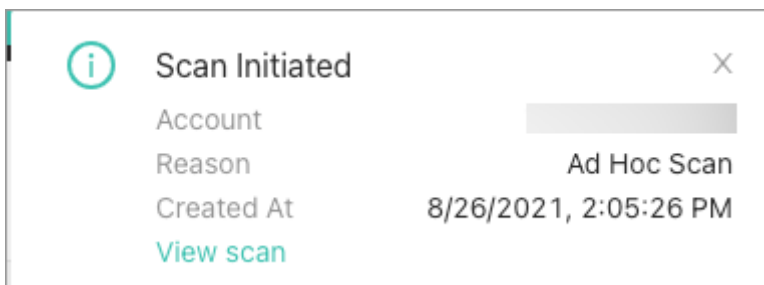 Scan Initiated
Account
Reason Ad Hoc Scan
Created At 8/26/2021, 2:05:26 PM
View scan